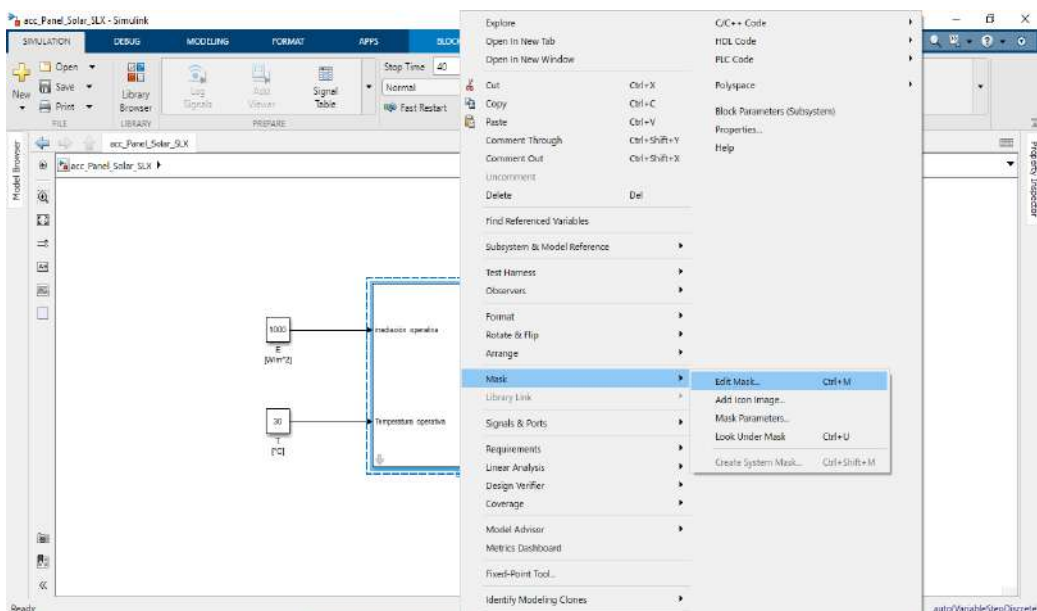 acc_Panel_Solar_SLX - Simulink
SIMULATION DEBUG MODELING FORMAT APPS BLOCK
New
Open
Save
Print
FILE
Library Browser
LIBRARY
Log Signals
Add Viewer
Signal Table
PREPARE
Stop Time 40
Normal
Fast Restart
acc_Panel_Solar_SLX
acc_Panel_Solar_SLX
Model Browser
Property Inspector
1000
E
[W/m^2]
30
T
[°C]
Irradiación operativa
Temperatura operativa
Explore
Open In New Tab
Open In New Window
Cut Ctrl+X
Copy Ctrl+C
Paste Ctrl+V
Comment Through Ctrl+Shift+Y
Comment Out Ctrl+Shift+X
Uncomment
Delete Del
Find Referenced Variables
Subsystem & Model Reference
Test Harness
Observers
Format
Rotate & Flip
Arrange
Mask
Library Link
Signals & Ports
Requirements
Linear Analysis
Design Verifier
Coverage
Model Advisor
Metrics Dashboard
Fixed-Point Tool...
Identify Modeling Clones
C/C++ Code
HDL Code
PLC Code
Polyspace
Block Parameters (Subsystem)
Properties...
Help
Edit Mask... Ctrl+M
Add Icon Image...
Mask Parameters...
Look Under Mask Ctrl+U
Create System Mask... Ctrl+Shift+M
Ready
auto(VariableStepDiscrete